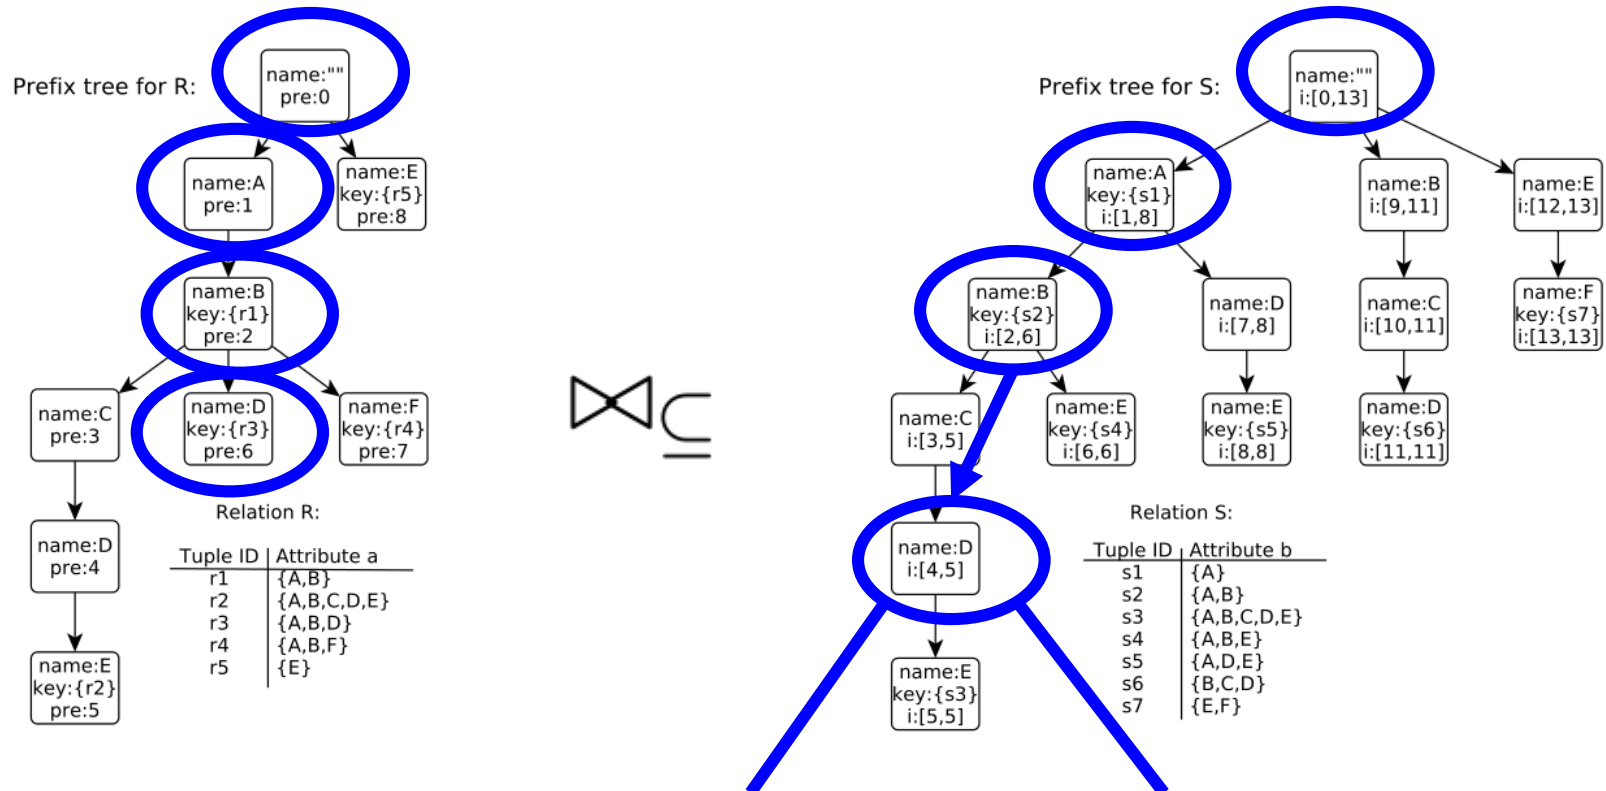 Prefix tree for R:
name:""
pre:0
name:A
pre:1
name:E
key:{r5}
pre:8
name:B
key:{r1}
pre:2
name:C
pre:3
name:D
key:{r3}
pre:6
name:F
key:{r4}
pre:7
name:D
pre:4
name:E
key:{r2}
pre:5
Relation R:
Tuple ID Attribute a
r1 {A,B}
r2 {A,B,C,D,E}
r3 {A,B,D}
r4 {A,B,F}
r5 {E}
⋈⊆
Prefix tree for S:
name:""
i:[0,13]
name:A
key:{s1}
i:[1,8]
name:B
i:[9,11]
name:E
i:[12,13]
name:B
key:{s2}
i:[2,6]
name:D
i:[7,8]
name:C
i:[10,11]
name:F
key:{s7}
i:[13,13]
name:C
i:[3,5]
name:E
key:{s4}
i:[6,6]
name:E
key:{s5}
i:[8,8]
name:D
key:{s6}
i:[11,11]
name:D
i:[4,5]
name:E
key:{s3}
i:[5,5]
Relation S:
Tuple ID Attribute b
s1 {A}
s2 {A,B}
s3 {A,B,C,D,E}
s4 {A,B,E}
s5 {A,D,E}
s6 {B,C,D}
s7 {E,F}